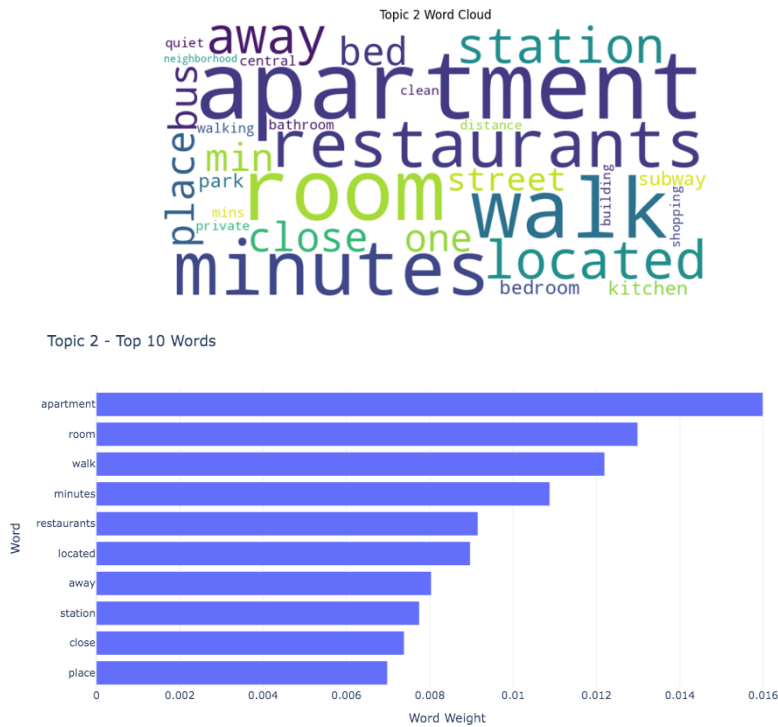 Topic 2 Word Cloud
quiet
away
bed
station
neighborhood
central
apartment
clean
bus
walking
bathroom
restaurants
distance
place
min
park
room
street
walk
building
subway
shopping
mins
private
close
one
minutes
located
bedroom
kitchen
Topic 2 - Top 10 Words
Word
apartment
room
walk
minutes
restaurants
located
away
station
close
place
0
0.002
0.004
0.006
0.008
0.01
0.012
0.014
0.016
Word Weight